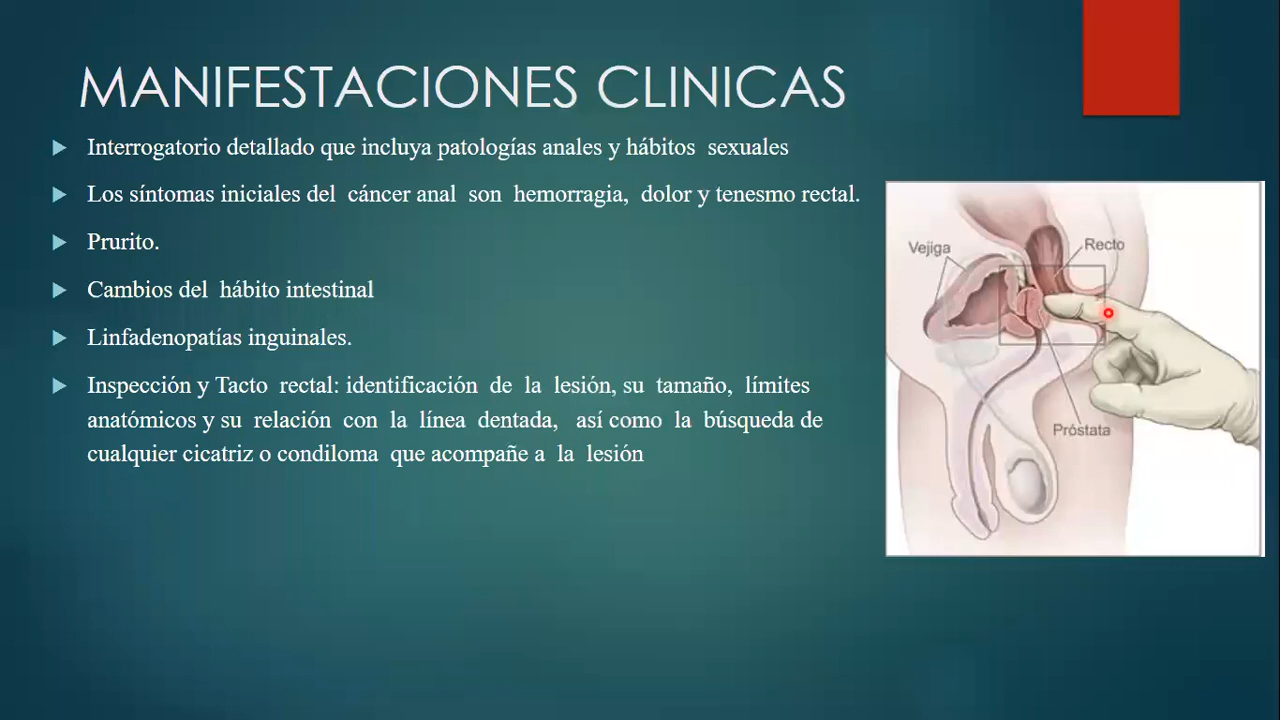 MANIFESTACIONES CLINICAS
Interrogatorio detallado que incluya patologías anales y hábitos sexuales
Los síntomas iniciales del cáncer anal son hemorragia, dolor y tenesmo rectal.
Prurito.
Cambios del hábito intestinal
Linfadenopatías inguinales.
Inspección y Tacto rectal: identificación de la lesión, su tamaño, límites
anatómicos y su relación con la línea dentada, así como la búsqueda de
cualquier cicatriz o condiloma que acompañe a la lesión
Vejiga
Recto
Próstata